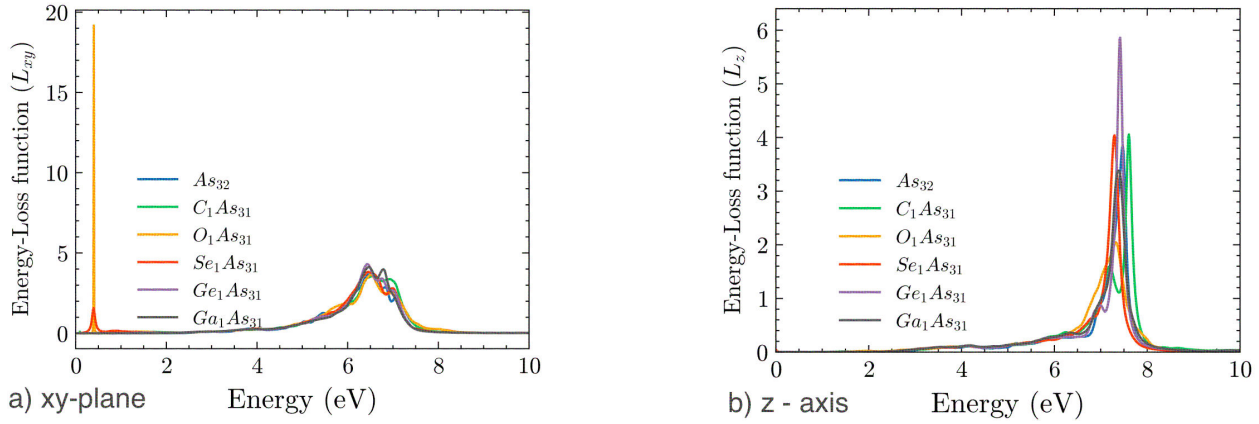 Energy-Loss function (L_xy)
20
15
10
5
0
As_32
C_1As_31
O_1As_31
Se_1As_31
Ge_1As_31
Ga_1As_31
0 2 4 6 8 10
a) xy-plane Energy (eV)
Energy-Loss function (L_z)
6
5
4
3
2
1
0
As_32
C_1As_31
O_1As_31
Se_1As_31
Ge_1As_31
Ga_1As_31
0 2 4 6 8 10
b) z - axis Energy (eV)